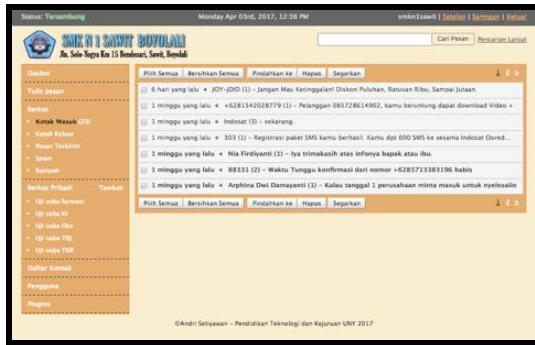 Status: Tersambung
Monday Apr 03rd, 2017, 12:36 PM
smkn1sawit | Setelan | Saringan | Keluar
SMK N 1 SAWIT BOYOLALI
Jln. Solo-Yogya Km 15 Bendosari, Sawit, Boyolali
Cari Pesan Pencarian Lanjut
Dasbor
Tulis pesan
Berkas
Kotak Masuk (23)
Kotak Keluar
Pesan Terkirim
Spam
Sampah
Berkas Pribadi Tambah
Uji coba farmasi
Uji coba KI
Uji coba Oto
Uji coba TKJ
Uji coba TKR
Daftar Kontak
Pengguna
Plugins
Pilih Semua Bersihkan Semua Pindahkan ke Hapus Segarkan 1 2 >
6 hari yang lalu JOY-JOID (1) - Jangan Mau Ketinggalan! Diskon Puluhan, Ratusan Ribu, Sampai Jutaan
1 minggu yang lalu +6281542028779 (1) - Pelanggan 085728614902, kamu beruntung dapat download Video +
1 minggu yang lalu Indosat (3) - sekarang.
1 minggu yang lalu 303 (1) - Registrasi paket SMS kamu berhasil. Kamu dpt 600 SMS ke sesama Indosat Oored...
1 minggu yang lalu Nia Firdiyanti (1) - Iya trimakasih atas infonya bapak atau ibu.
1 minggu yang lalu 88331 (2) - Waktu Tunggu konfirmasi dari nomor +6285713383196 habis
1 minggu yang lalu Arphina Dwi Damayanti (1) - Kalau tanggal 1 perusahaan minta masuk untuk nyelesaiin
Pilih Semua Bersihkan Semua Pindahkan ke Hapus Segarkan 1 2 >
©Andri Setiyawan - Pendidikan Teknologi dan Kejuruan UNY 2017